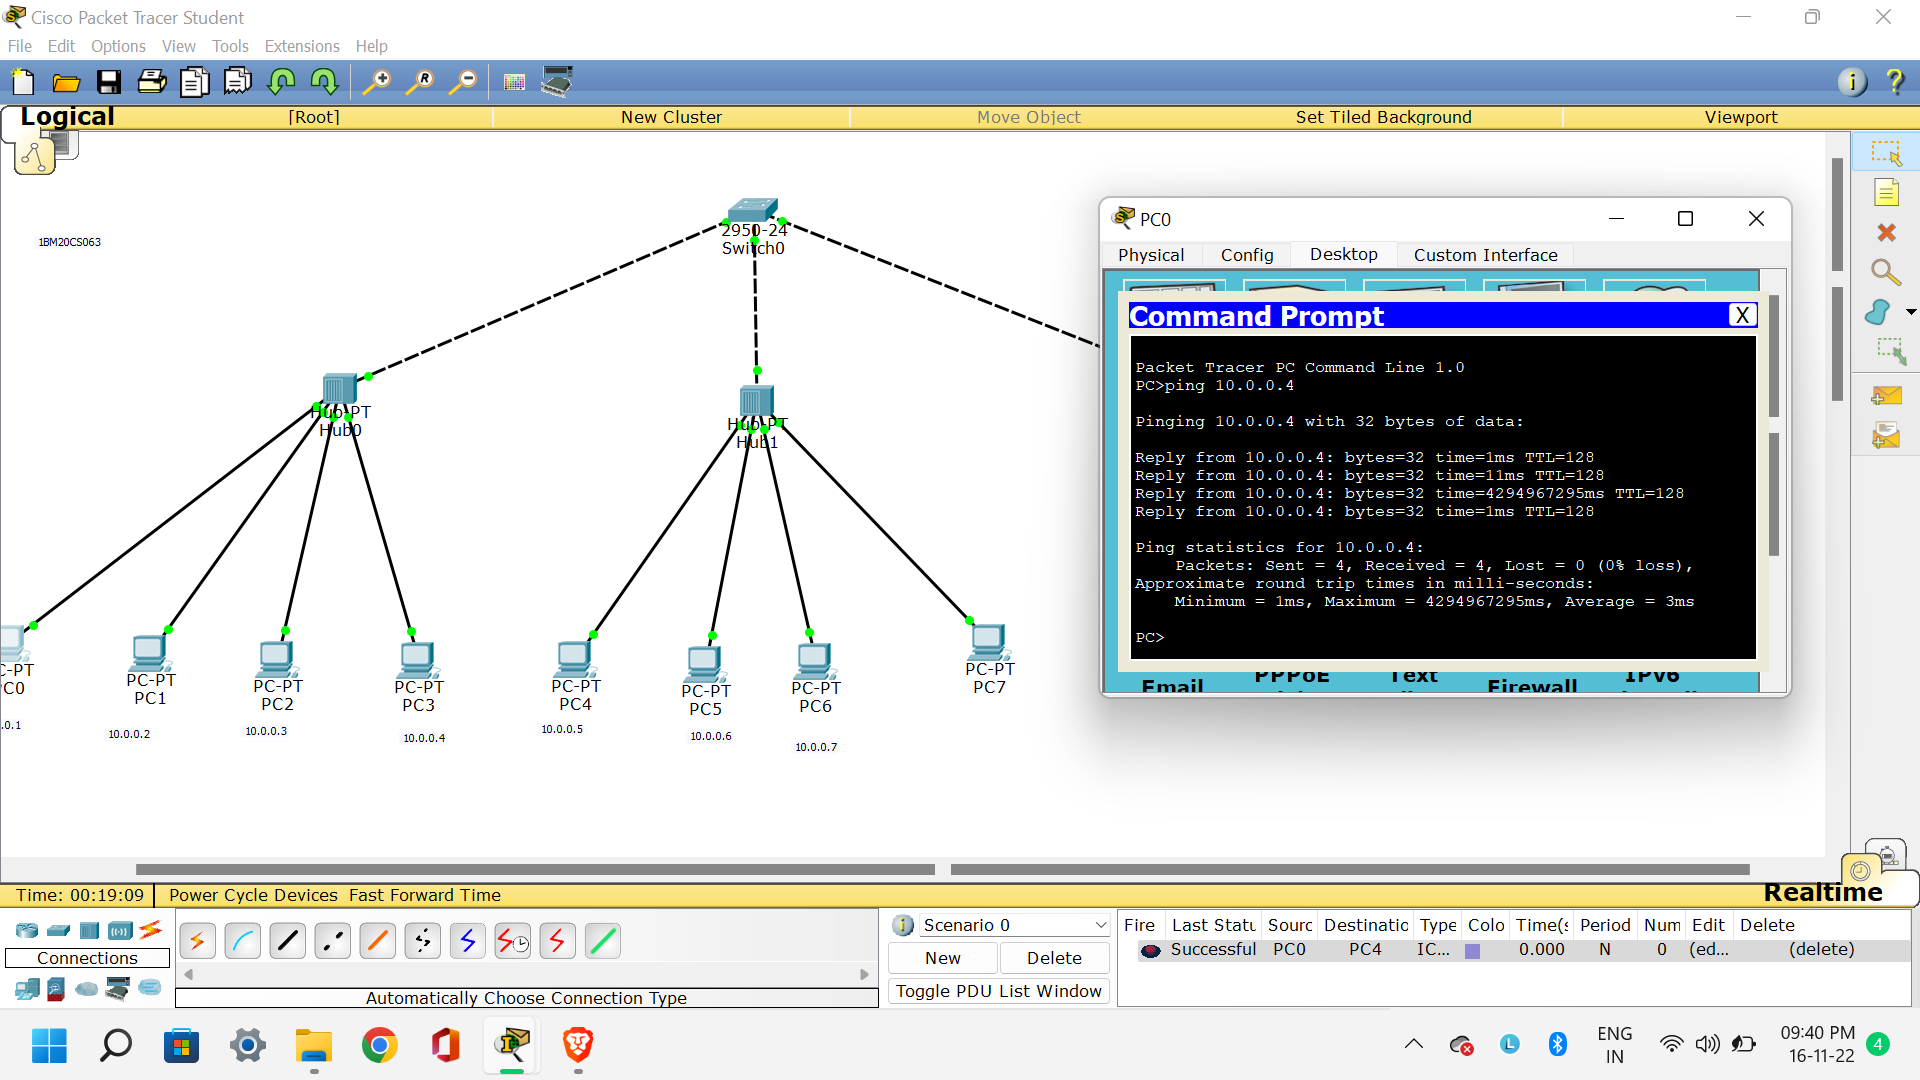 Cisco Packet Tracer Student
File Edit Options View Tools Extensions Help
Logical [Root] New Cluster Move Object Set Tiled Background Viewport
1BM20CS063
2950-24
Switch0
Hub-PT
Hub0
Hub-PT
Hub1
C-PT
C0
.0.1
PC-PT
PC1
10.0.0.2
PC-PT
PC2
10.0.0.3
PC-PT
PC3
10.0.0.4
PC-PT
PC4
10.0.0.5
PC-PT
PC5
10.0.0.6
PC-PT
PC6
10.0.0.7
PC-PT
PC7
PC0
Physical Config Desktop Custom Interface
Command Prompt X
Packet Tracer PC Command Line 1.0
PC>ping 10.0.0.4
Pinging 10.0.0.4 with 32 bytes of data:
Reply from 10.0.0.4: bytes=32 time=1ms TTL=128
Reply from 10.0.0.4: bytes=32 time=11ms TTL=128
Reply from 10.0.0.4: bytes=32 time=4294967295ms TTL=128
Reply from 10.0.0.4: bytes=32 time=1ms TTL=128
Ping statistics for 10.0.0.4:
Packets: Sent = 4, Received = 4, Lost = 0 (0% loss),
Approximate round trip times in milli-seconds:
Minimum = 1ms, Maximum = 4294967295ms, Average = 3ms
PC>
Email PPPoE Text Firewall IPv6
Time: 00:19:09 Power Cycle Devices Fast Forward Time Realtime
Connections
Automatically Choose Connection Type
Scenario 0
New Delete
Toggle PDU List Window
Fire Last Statu Sourc Destinatic Type Colo Time(s Period Num Edit Delete
Successful PC0 PC4 IC... 0.000 N 0 (ed... (delete)
ENG
IN
09:40 PM
16-11-22
4